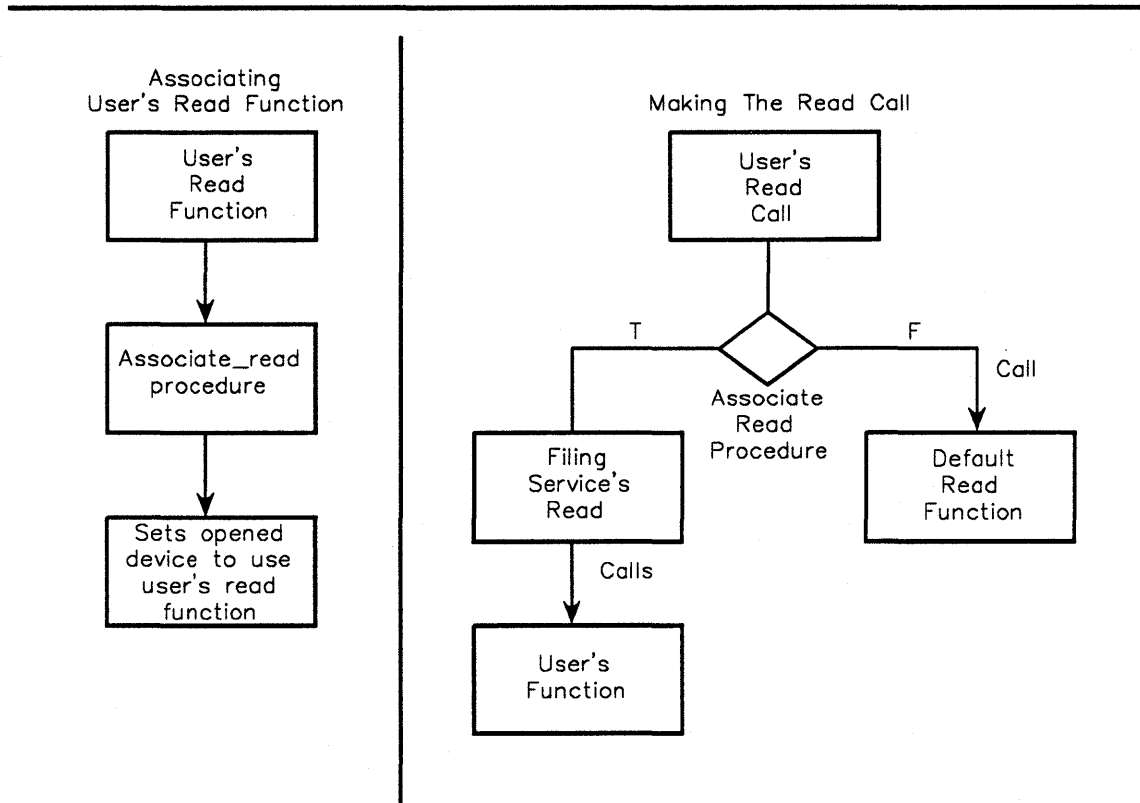 Associating
User's Read Function
User's
Read
Function
Associate_read
procedure
Sets opened
device to use
user's read
function
Making The Read Call
User's
Read
Call
T
F
Call
Associate
Read
Procedure
Filing
Service's
Read
Default
Read
Function
Calls
User's
Function